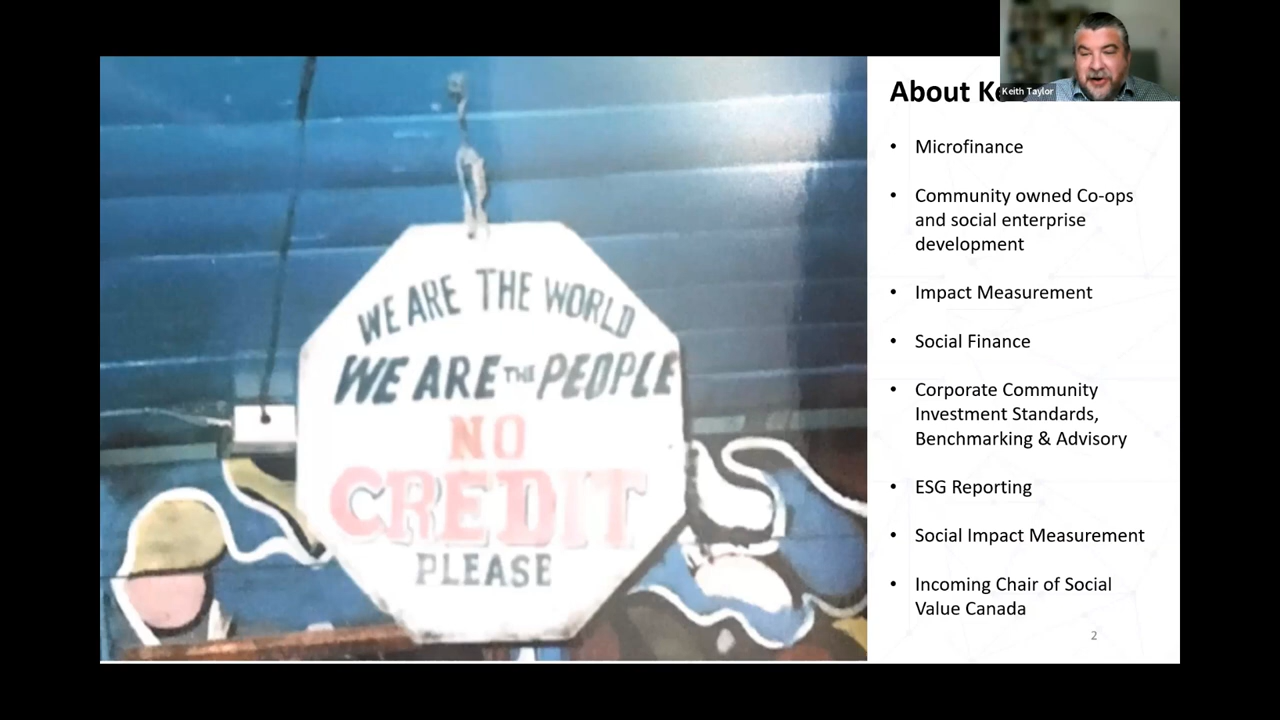 WE ARE THE WORLD
WE ARE THE PEOPLE
NO
CREDIT
PLEASE
About Ke
Keith Taylor
• Microfinance
• Community owned Co-ops
and social enterprise
development
• Impact Measurement
• Social Finance
• Corporate Community
Investment Standards,
Benchmarking & Advisory
• ESG Reporting
• Social Impact Measurement
• Incoming Chair of Social
Value Canada
2